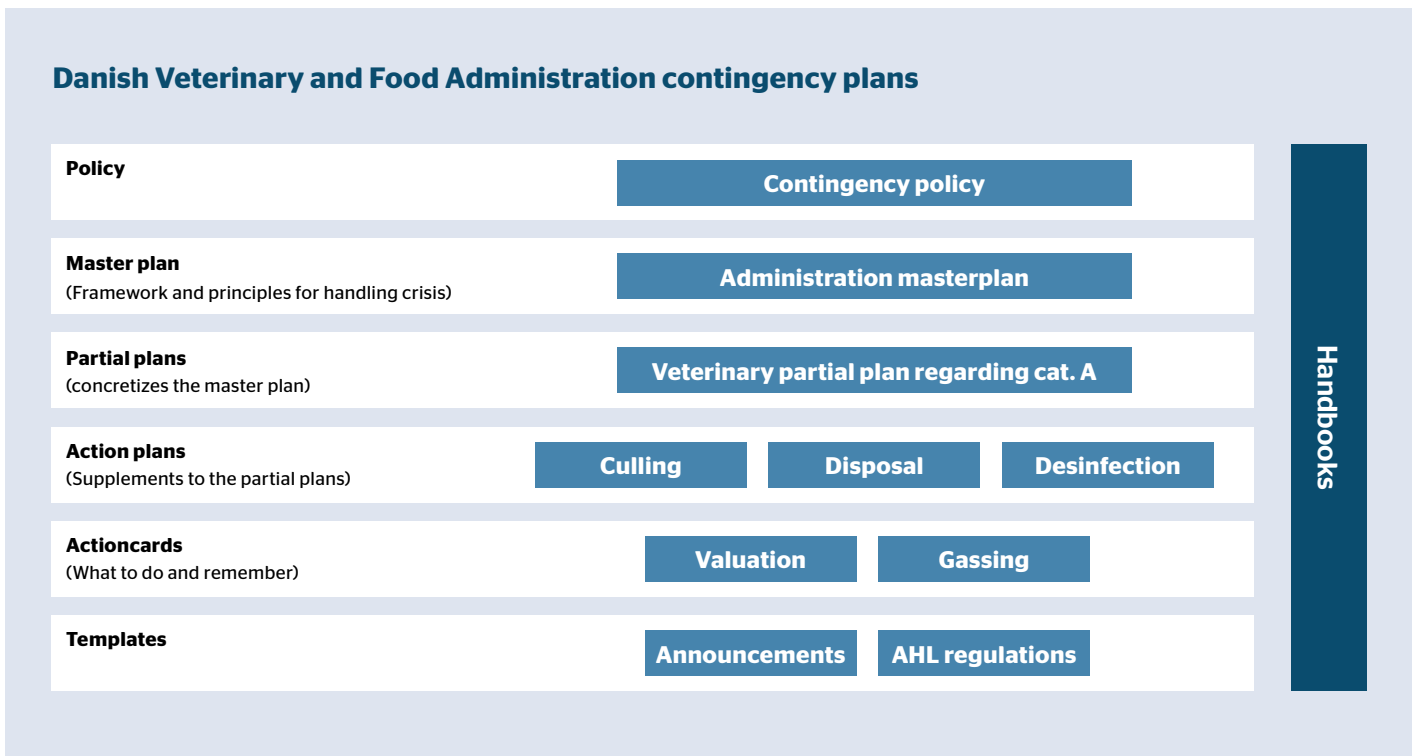 Danish Veterinary and Food Administration contingency plans
Policy
Contingency policy
Master plan
(Framework and principles for handling crisis)
Administration masterplan
Partial plans
(concretizes the master plan)
Veterinary partial plan regarding cat. A
Action plans
(Supplements to the partial plans)
Culling
Disposal
Desinfection
Actioncards
(What to do and remember)
Valuation
Gassing
Templates
Announcements
AHL regulations
Handbooks